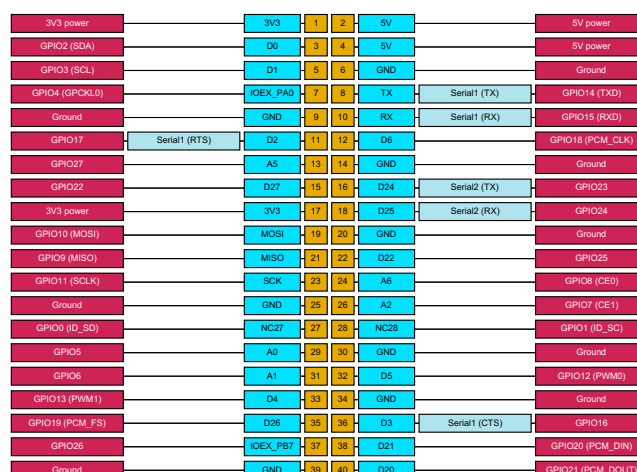 3V3 power 3V3 1 2 5V 5V power
GPIO2 (SDA) D0 3 4 5V 5V power
GPIO3 (SCL) D1 5 6 GND Ground
GPIO4 (GPCKL0) IOEX_PA0 7 8 TX Serial1 (TX) GPIO14 (TXD)
Ground GND 9 10 RX Serial1 (RX) GPIO15 (RXD)
GPIO17 Serial1 (RTS) D2 11 12 D6 GPIO18 (PCM_CLK)
GPIO27 A5 13 14 GND Ground
GPIO22 D27 15 16 D24 Serial2 (TX) GPIO23
3V3 power 3V3 17 18 D25 Serial2 (RX) GPIO24
GPIO10 (MOSI) MOSI 19 20 GND Ground
GPIO9 (MISO) MISO 21 22 D22 GPIO25
GPIO11 (SCLK) SCK 23 24 A6 GPIO8 (CE0)
Ground GND 25 26 A2 GPIO7 (CE1)
GPIO0 (ID_SD) NC27 27 28 NC28 GPIO1 (ID_SC)
GPIO5 A0 29 30 GND Ground
GPIO6 A1 31 32 D5 GPIO12 (PWM0)
GPIO13 (PWM1) D4 33 34 GND Ground
GPIO19 (PCM_FS) D26 35 36 D3 Serial1 (CTS) GPIO16
GPIO26 IOEX_PB7 37 38 D21 GPIO20 (PCM_DIN)
Ground GND 39 40 D20 GPIO21 (PCM_DOUT)